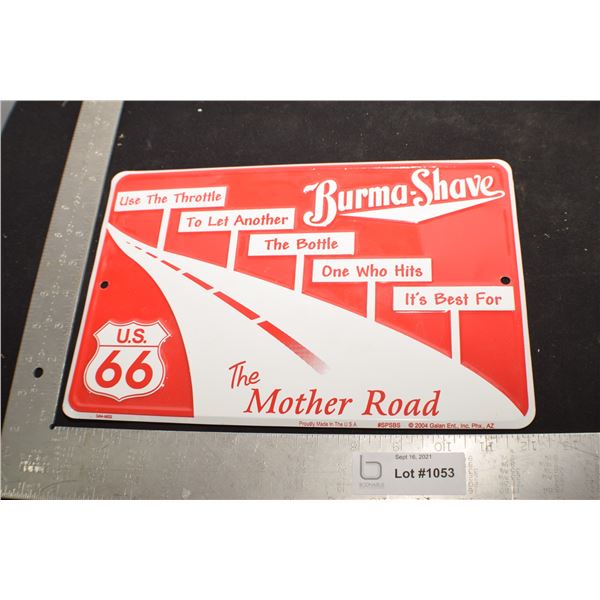 Burma-Shave
Use The Throttle
To Let Another
The Bottle
One Who Hits
It's Best For
U.S.
66
The
Mother Road
Proudly Made In The U S A
#SPSBS © 2004 Galan Ent., Inc. Phx., AZ
Sept 16, 2021
Lot #1053